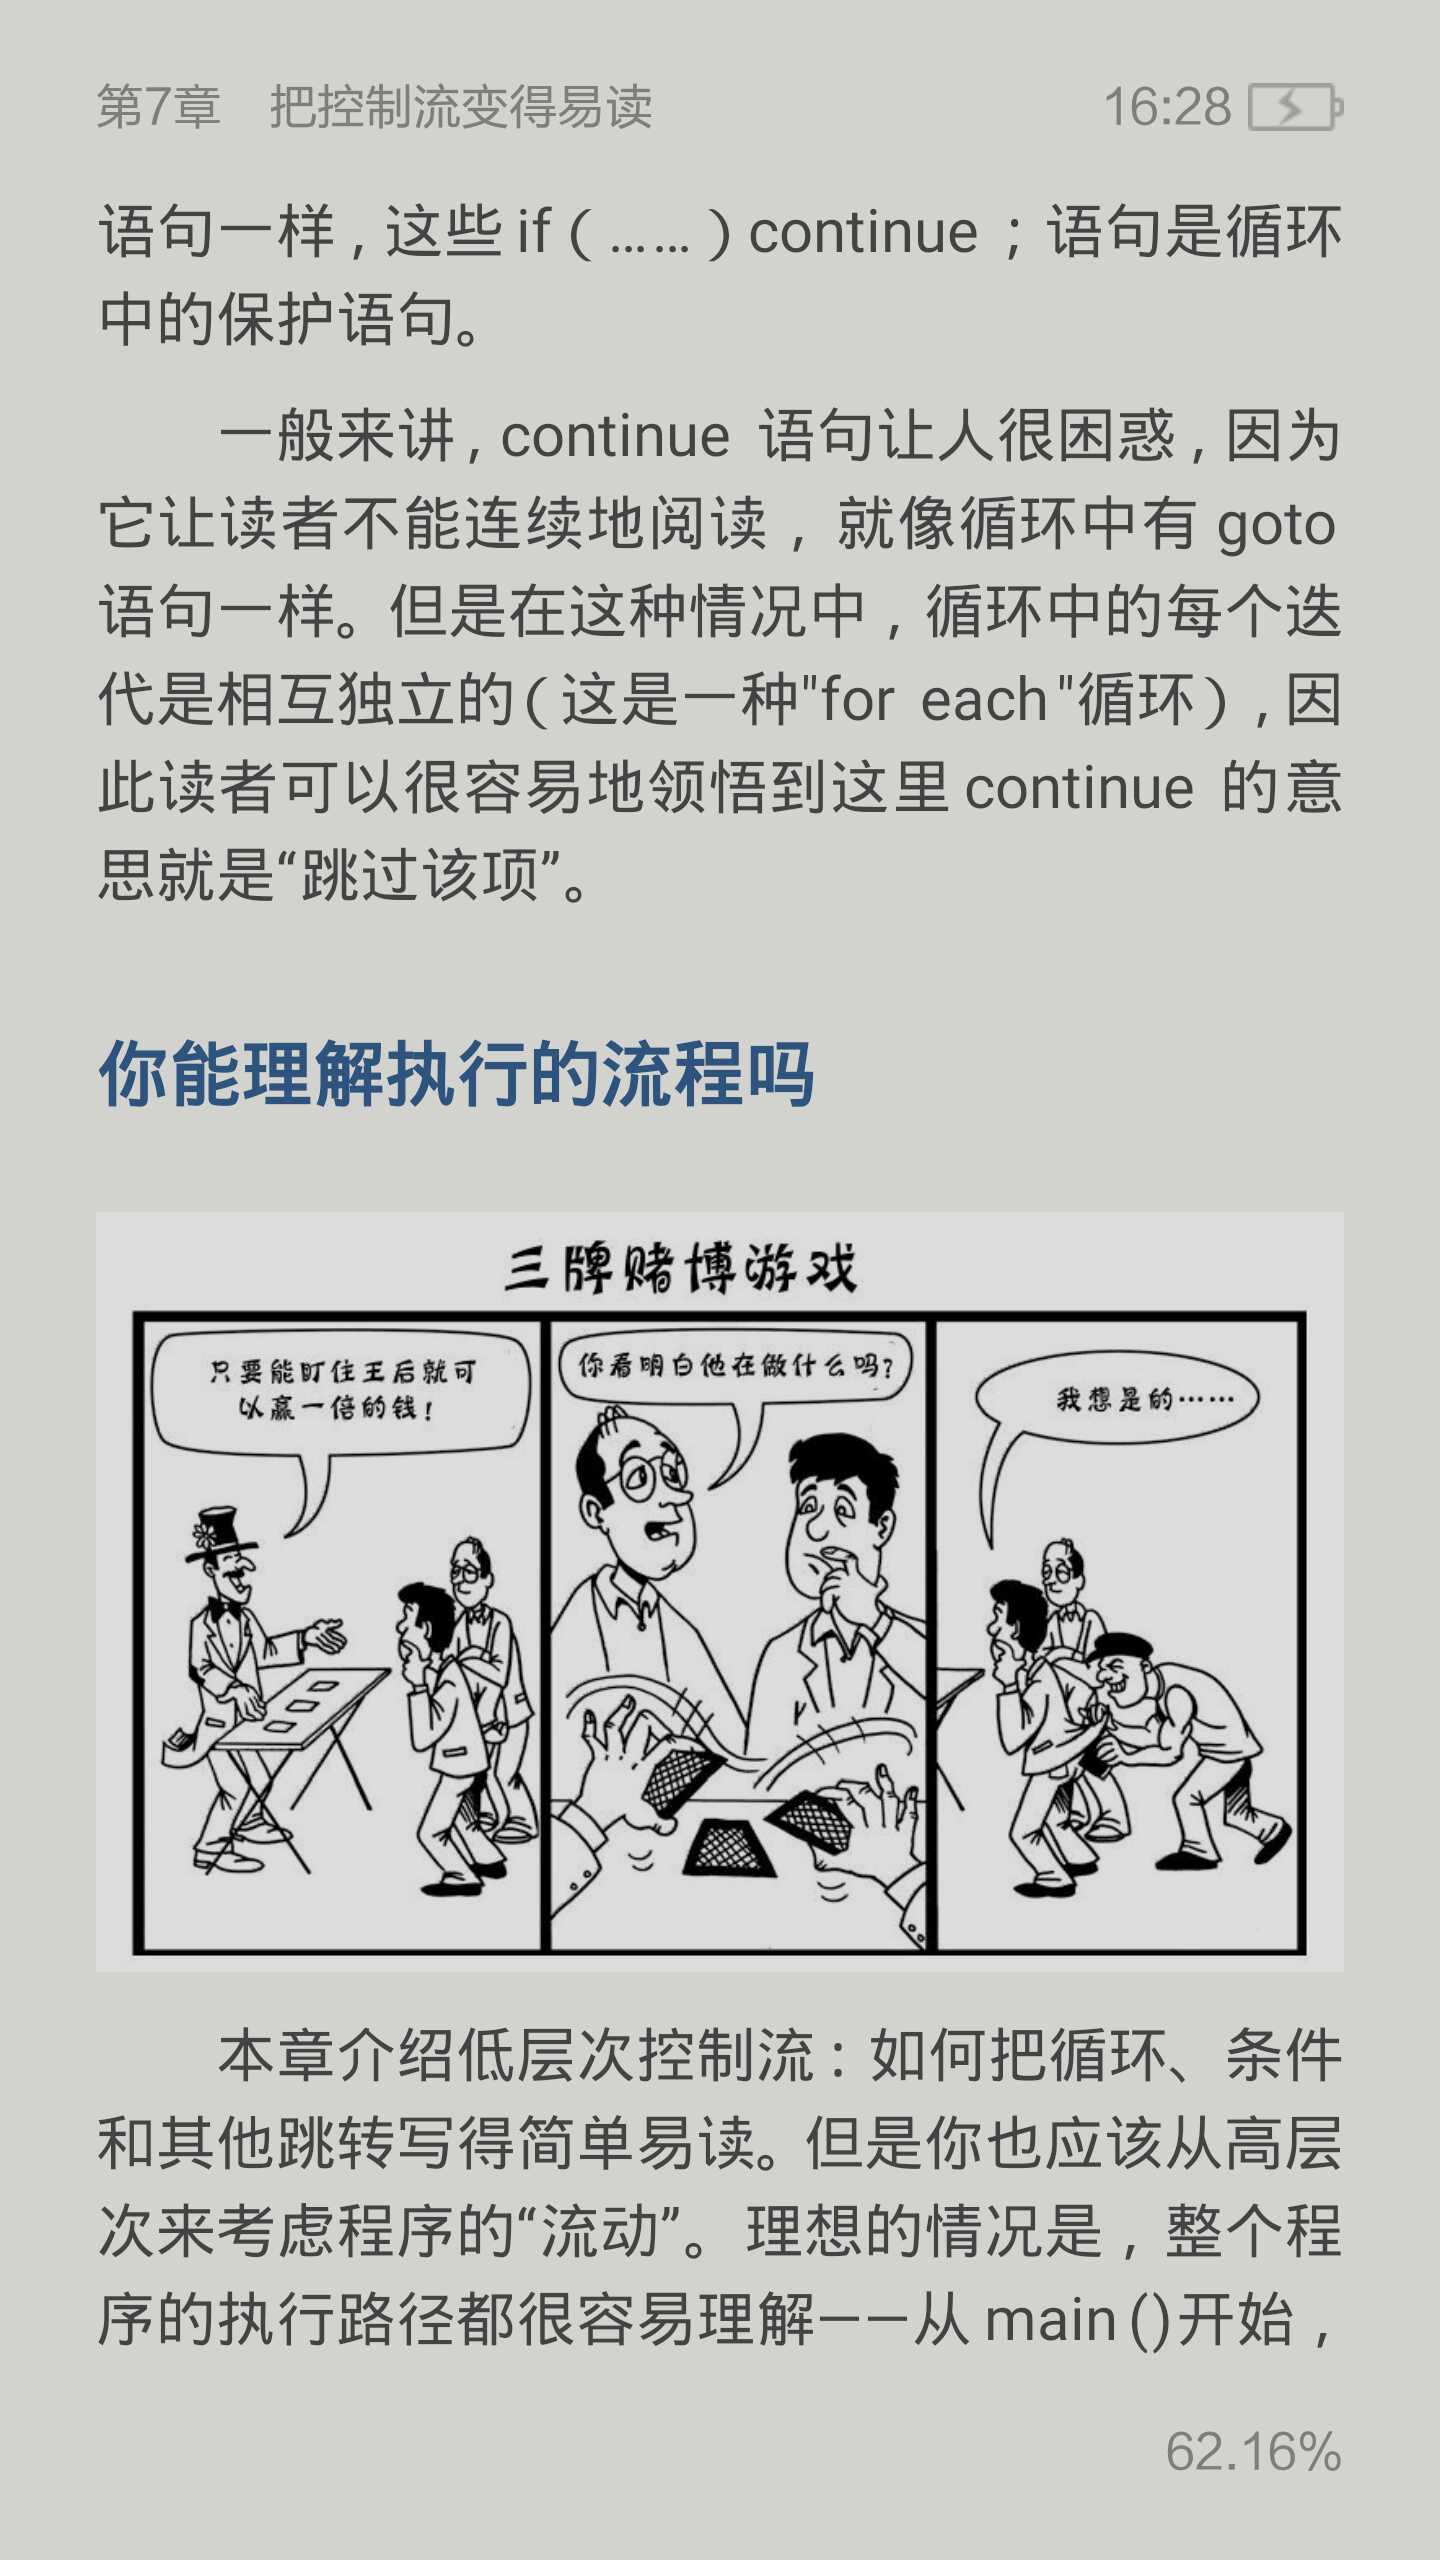 第7章　把控制流变得易读
16:28
语句一样，这些 if（……）continue ；语句是循环
中的保护语句。
一般来讲，continue 语句让人很困惑，因为
它让读者不能连续地阅读，就像循环中有 goto
语句一样。但是在这种情况中，循环中的每个迭
代是相互独立的（这是一种"for each"循环），因
此读者可以很容易地领悟到这里 continue 的意
思就是“跳过该项”。
你能理解执行的流程吗
三牌赌博游戏
只要能盯住王后就可
以赢一倍的钱！
你看明白他在做什么吗？
我想是的……
本章介绍低层次控制流：如何把循环、条件
和其他跳转写得简单易读。但是你也应该从高层
次来考虑程序的“流动”。理想的情况是，整个程
序的执行路径都很容易理解——从 main()开始，
62.16%